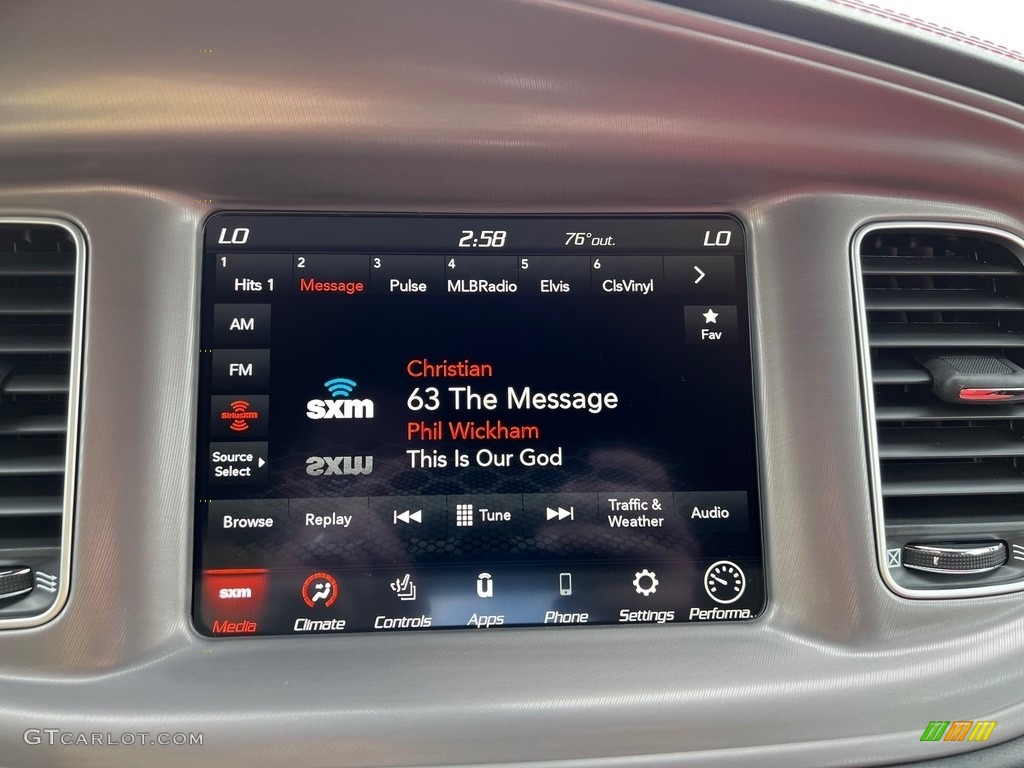 LO 2:58 76°out. LO
1 Hits 1 2 Message 3 Pulse 4 MLBRadio 5 Elvis 6 ClsVinyl
AM
Fav
FM
Christian
sxm
63 The Message
SiriusXM
Phil Wickham
Source Select
This Is Our God
Browse Replay Tune Traffic & Weather Audio
sxm
Media Climate Controls Apps Phone Settings Performa..
GTCARLOT.COM